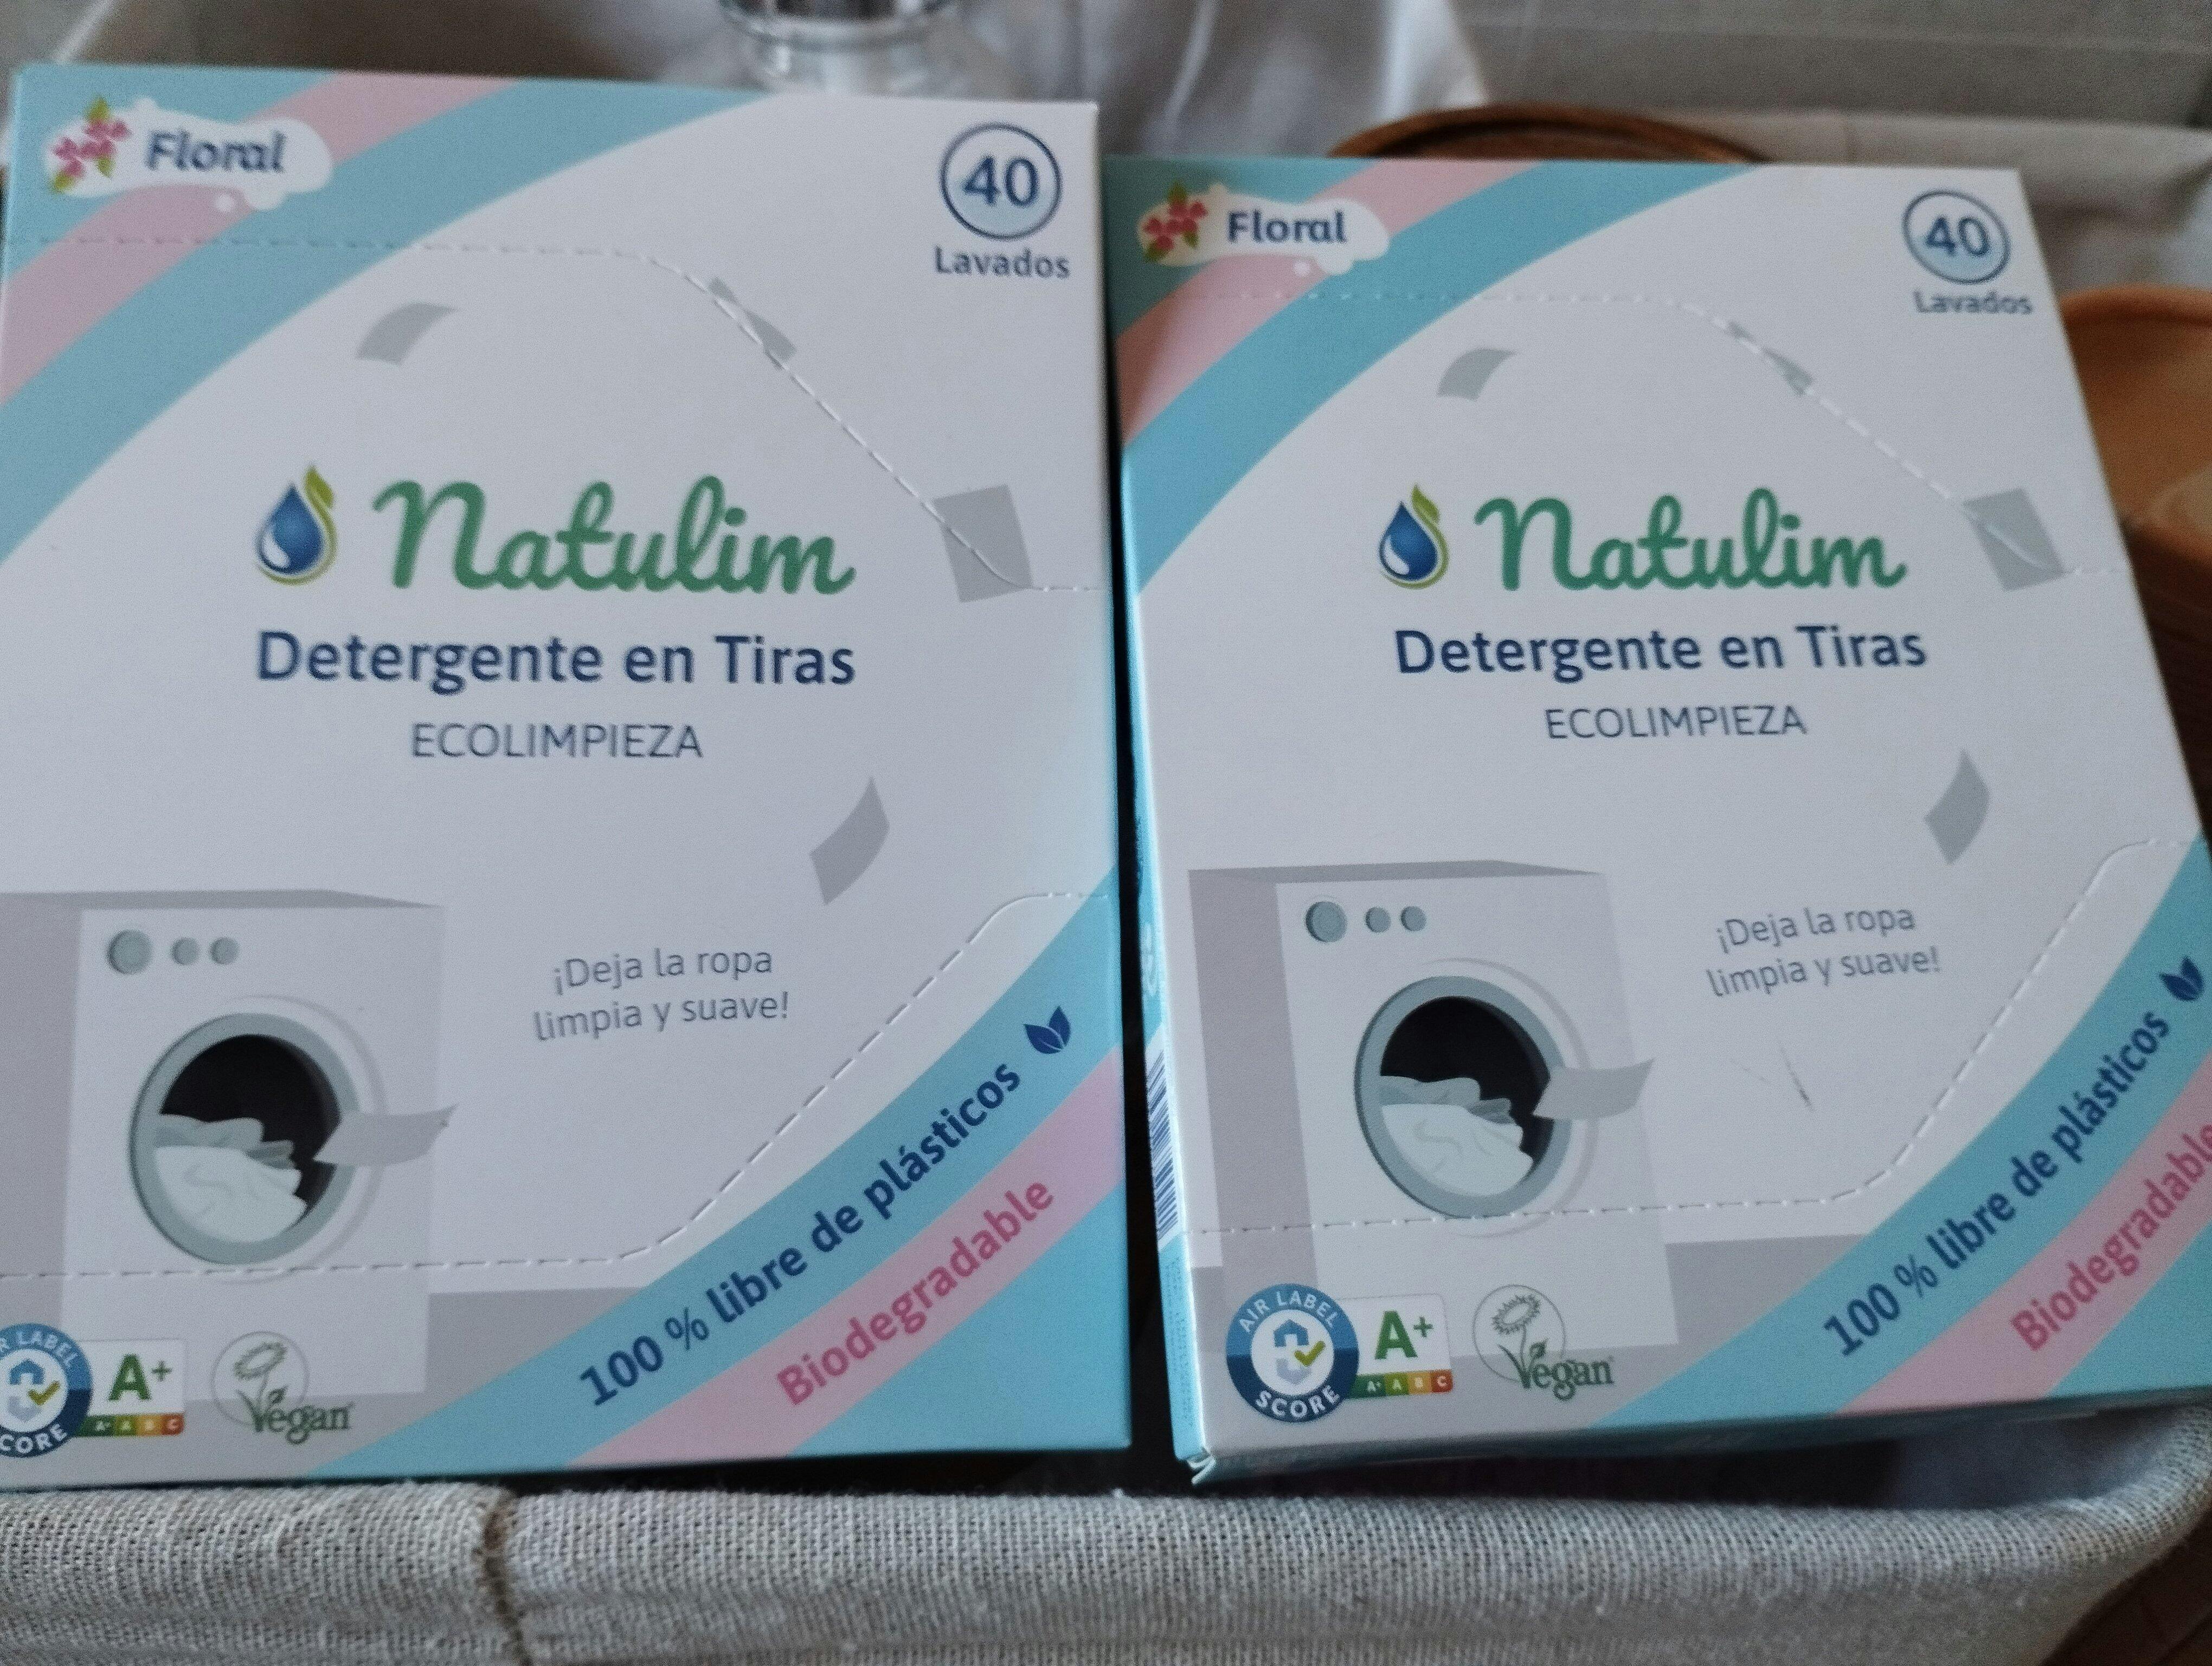 Floral
40
Lavados
Natulim
Detergente en Tiras
ECOLIMPIEZA
¡Deja la ropa
limpia y suave!
100 % libre de plásticos
Biodegradable
LABEL
A+
A+ A B C
Vegan
Floral
40
Lavados
Natulim
Detergente en Tiras
ECOLIMPIEZA
¡Deja la ropa
limpia y suave!
100 % libre de plásticos
Biodegradable
AIR LABEL
SCORE
A+
A+ A B C
Vegan